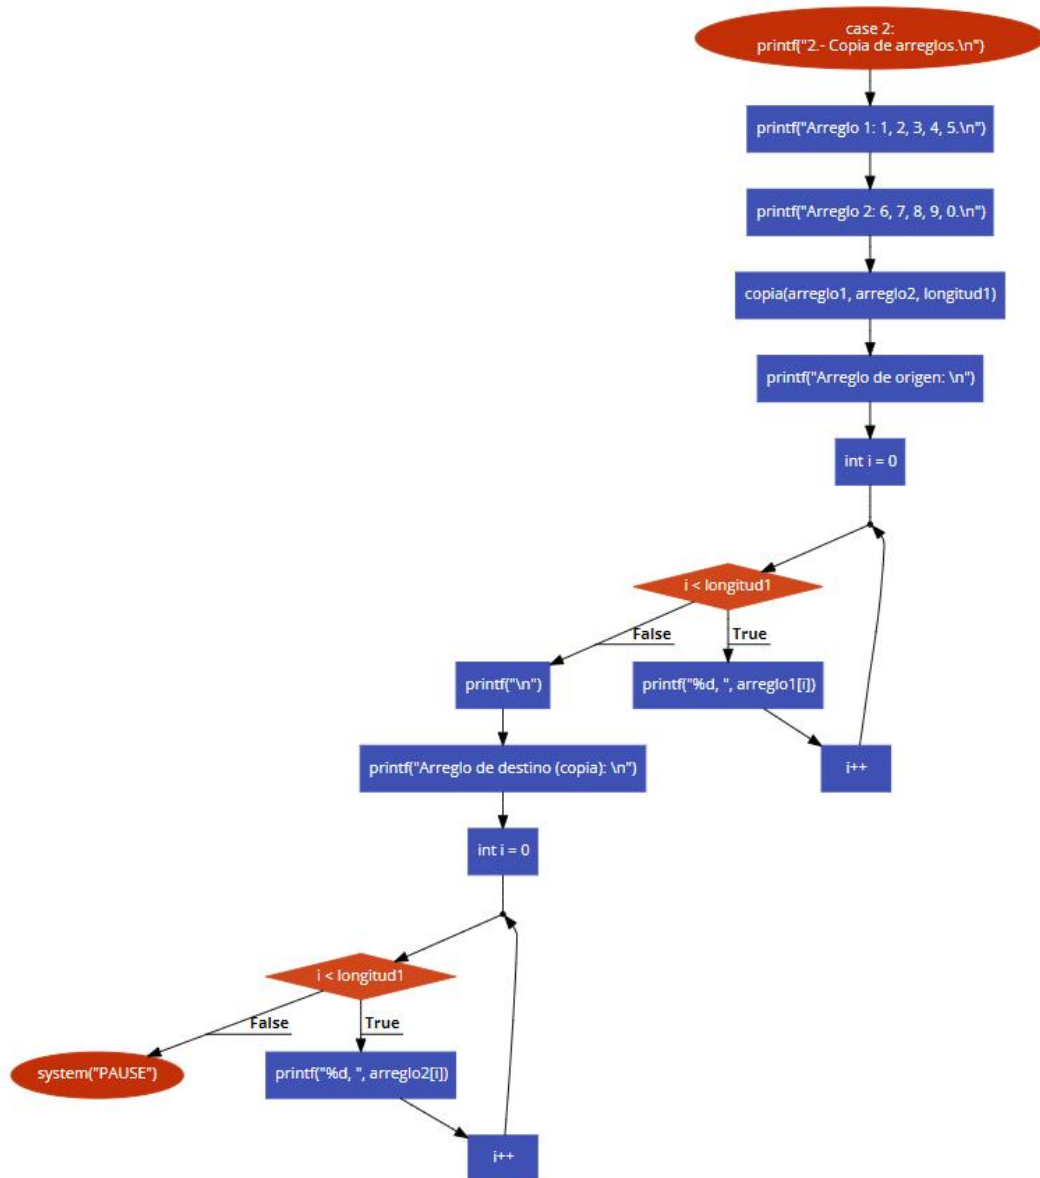 case 2:
printf("2.- Copia de arreglos.\n")
printf("Arreglo 1: 1, 2, 3, 4, 5.\n")
printf("Arreglo 2: 6, 7, 8, 9, 0.\n")
copia(arreglo1, arreglo2, longitud1)
printf("Arreglo de origen: \n")
int i = 0
i < longitud1
False
True
printf("\n")
printf("%d, ", arreglo1[i])
printf("Arreglo de destino (copia): \n")
i++
int i = 0
i < longitud1
False
True
system("PAUSE")
printf("%d, ", arreglo2[i])
i++